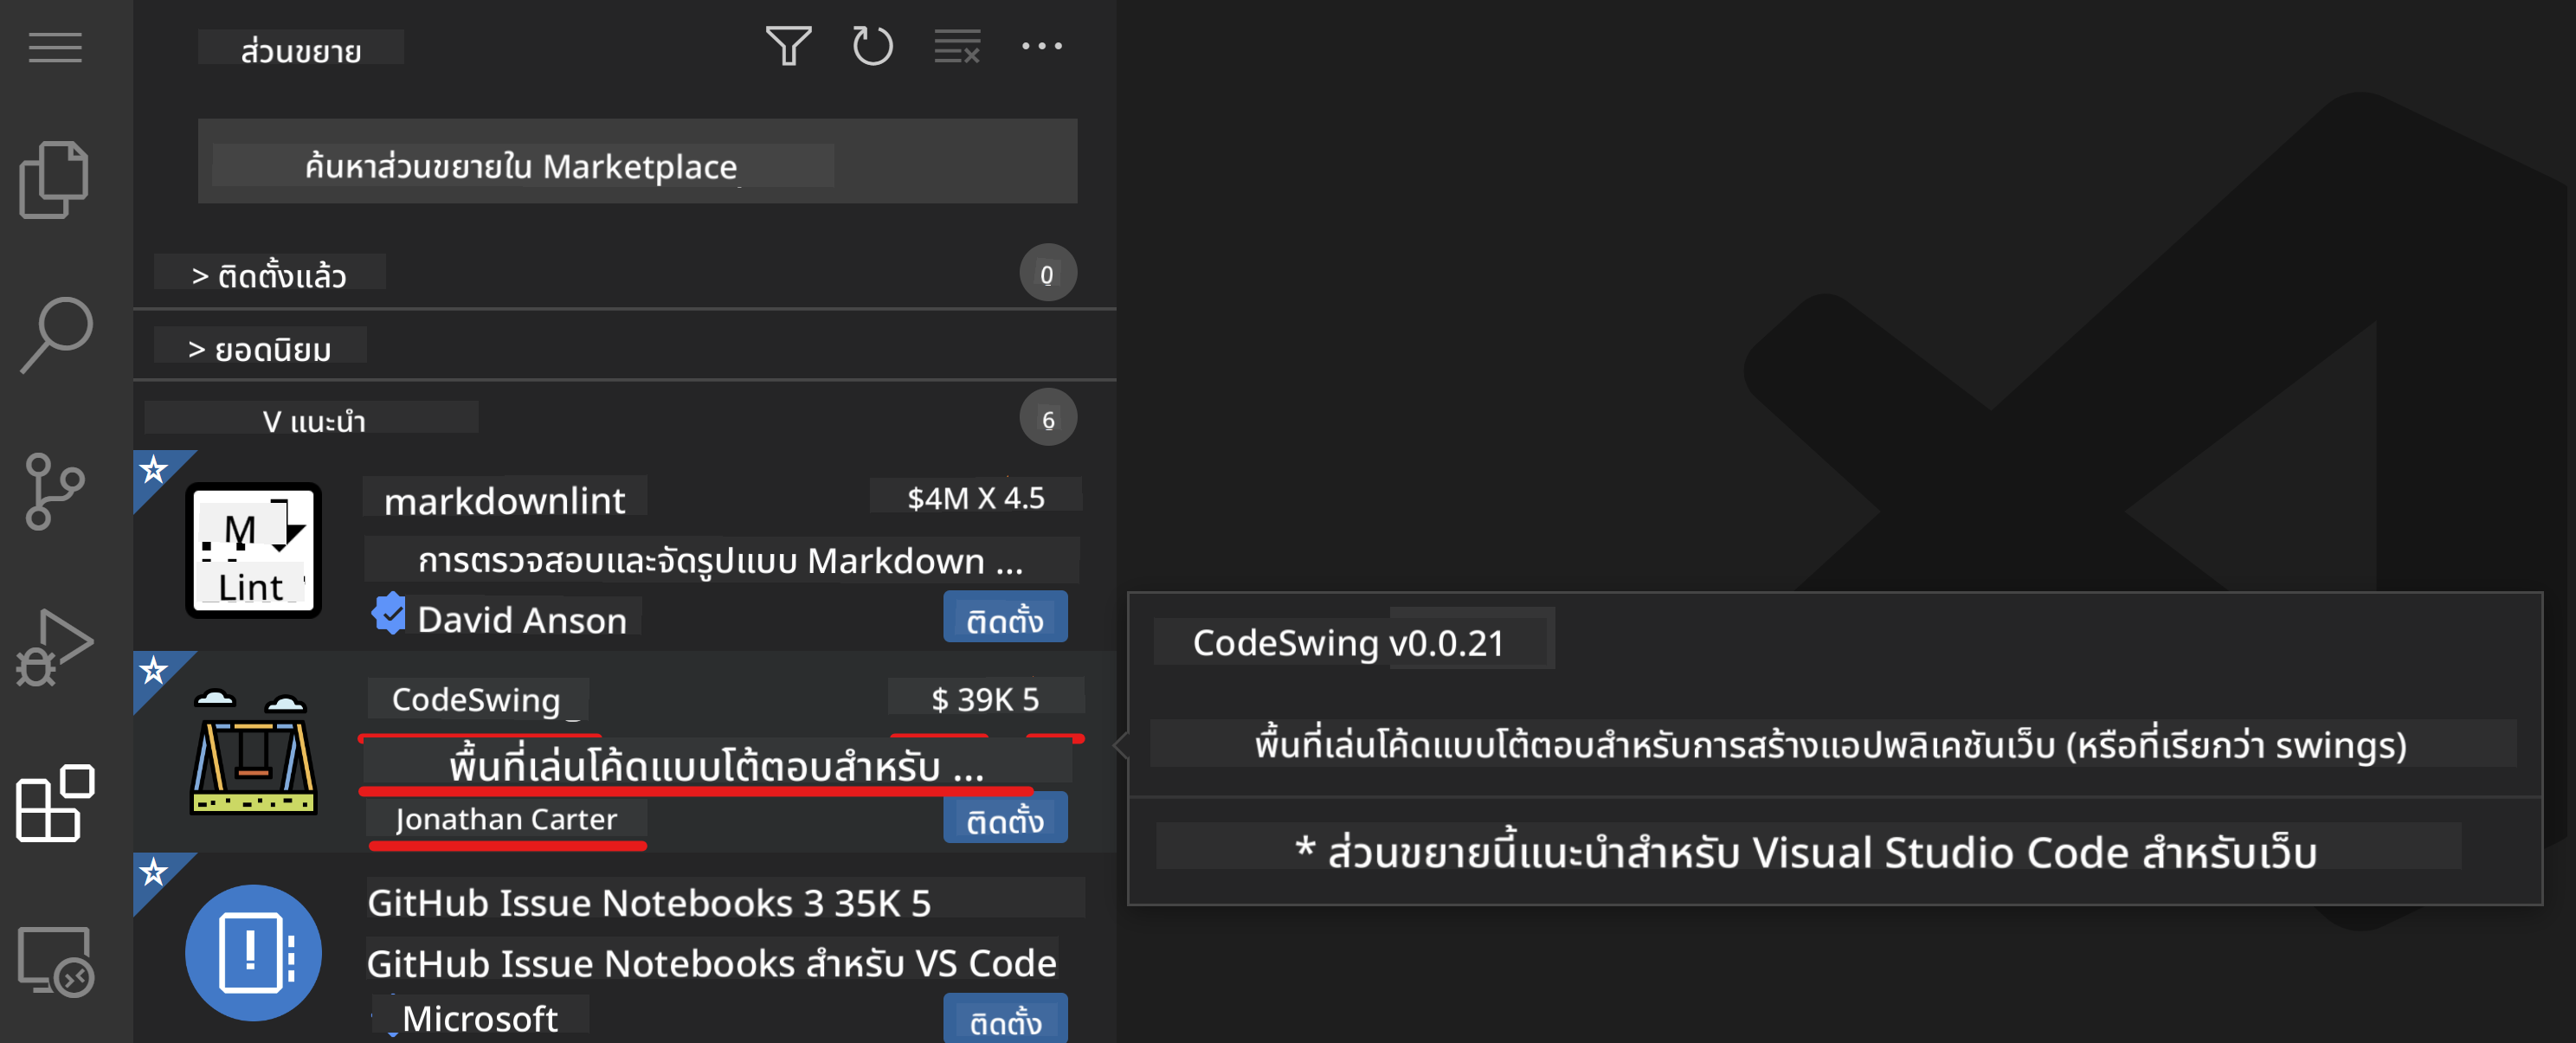 ส่วนขยาย
ค้นหาส่วนขยายใน Marketplace
> ติดตั้งแล้ว
0
> ยอดนิยม
V แนะนำ
6
M
Lint
markdownlint
$4M X 4.5
การตรวจสอบและจัดรูปแบบ Markdown ...
David Anson
ติดตั้ง
CodeSwing
$ 39K 5
พื้นที่เล่นโค้ดแบบโต้ตอบสำหรับ ...
Jonathan Carter
ติดตั้ง
GitHub Issue Notebooks 3 35K 5
GitHub Issue Notebooks สำหรับ VS Code
Microsoft
ติดตั้ง
CodeSwing v0.0.21
พื้นที่เล่นโค้ดแบบโต้ตอบสำหรับการสร้างแอปพลิเคชันเว็บ (หรือที่เรียกว่า swings)
* ส่วนขยายนี้แนะนำสำหรับ Visual Studio Code สำหรับเว็บ